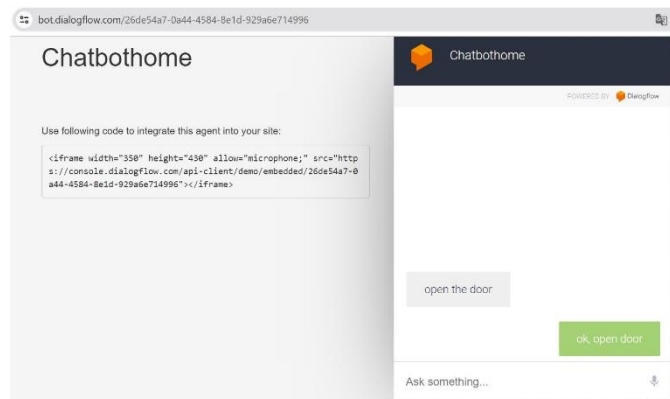 bot.dialogflow.com/26de54a7-0a44-4584-8e1d-929a6e714996
Chatbothome
Use following code to integrate this agent into your site:
<iframe width="350" height="430" allow="microphone;" src="http
s://console.dialogflow.com/api-client/demo/embedded/26de54a7-0
a44-4584-8e1d-929a6e714996"></iframe>
Chatbothome
POWERED BY Dialogflow
open the door
ok, open door
Ask something...